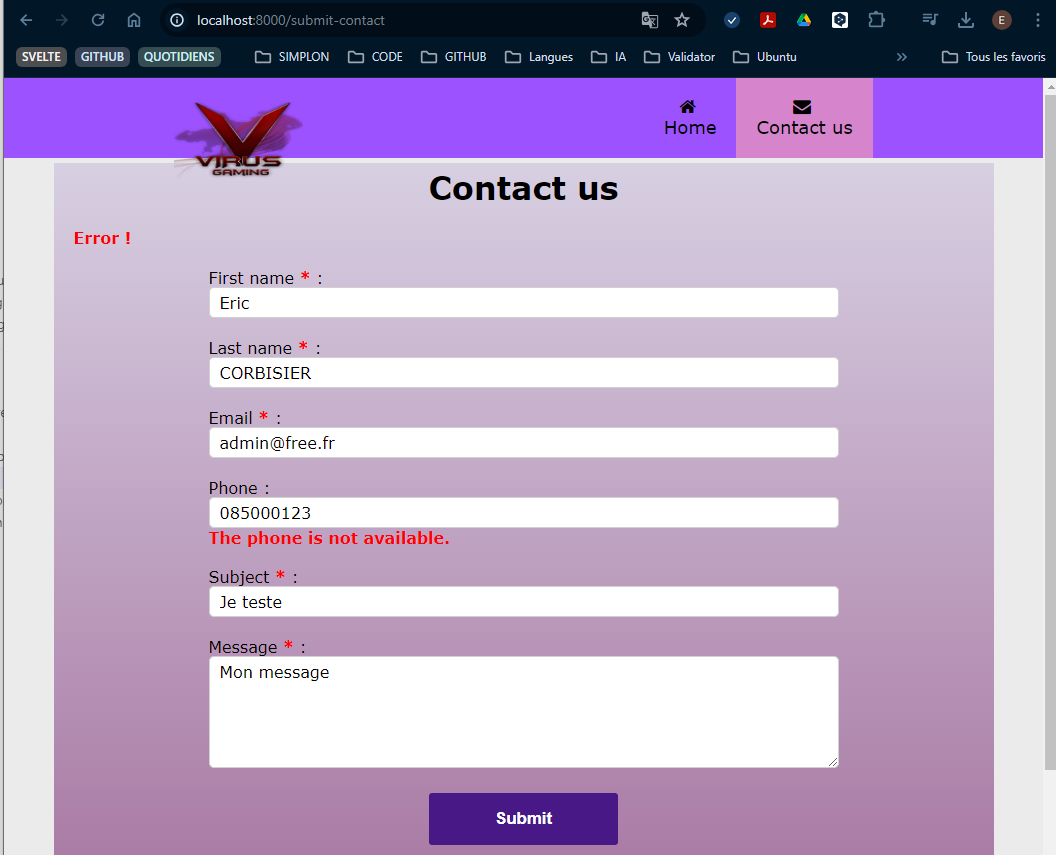 localhost:8000/submit-contact
E
SVELTE GITHUB QUOTIDIENS SIMPLON CODE GITHUB Langues IA Validator Ubuntu » Tous les favoris
VIRUS
GAMING
Home
Contact us
Contact us
Error !
First name * :
Eric
Last name * :
CORBISIER
Email * :
admin@free.fr
Phone :
085000123
The phone is not available.
Subject * :
Je teste
Message * :
Mon message
Submit